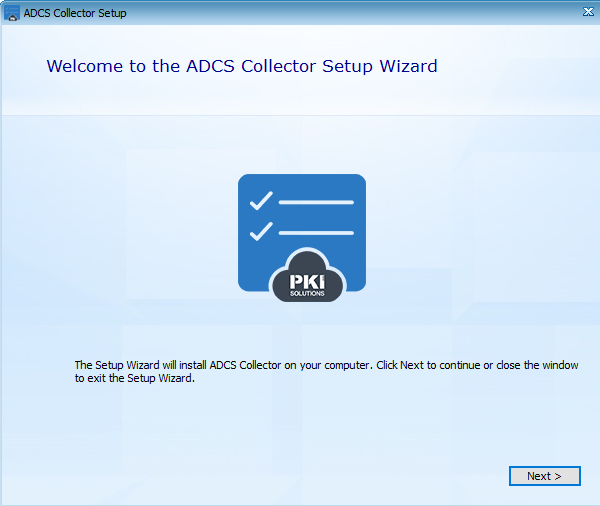 ADCS Collector Setup
Welcome to the ADCS Collector Setup Wizard
PKI
SOLUTIONS
The Setup Wizard will install ADCS Collector on your computer. Click Next to continue or close the window
to exit the Setup Wizard.
Next >